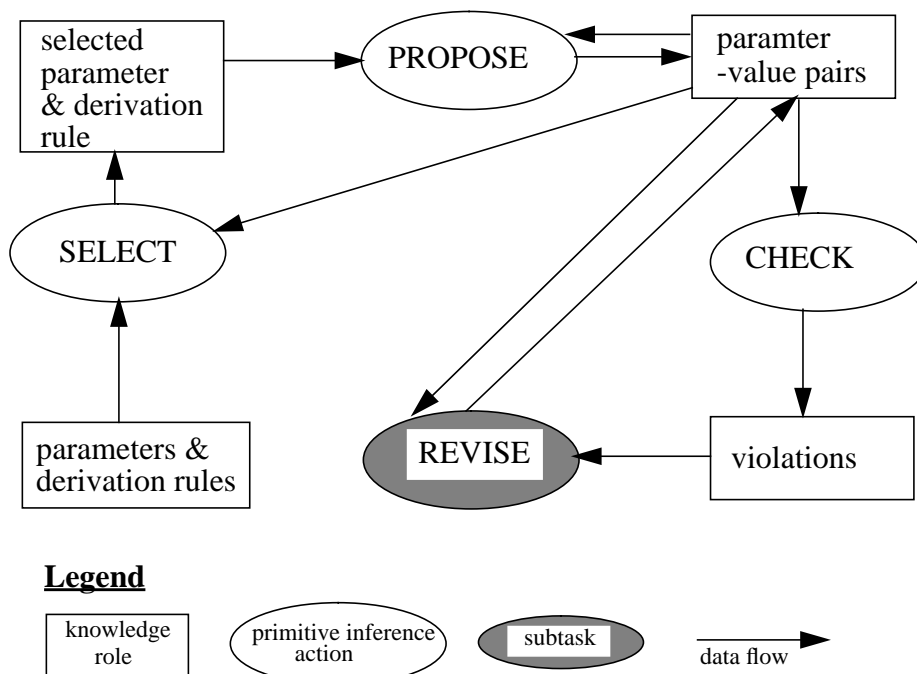 selected
parameter
& derivation
rule
PROPOSE
paramter
-value pairs
SELECT
CHECK
parameters &
derivation rules
REVISE
violations
Legend
knowledge
role
primitive inference
action
subtask
data flow